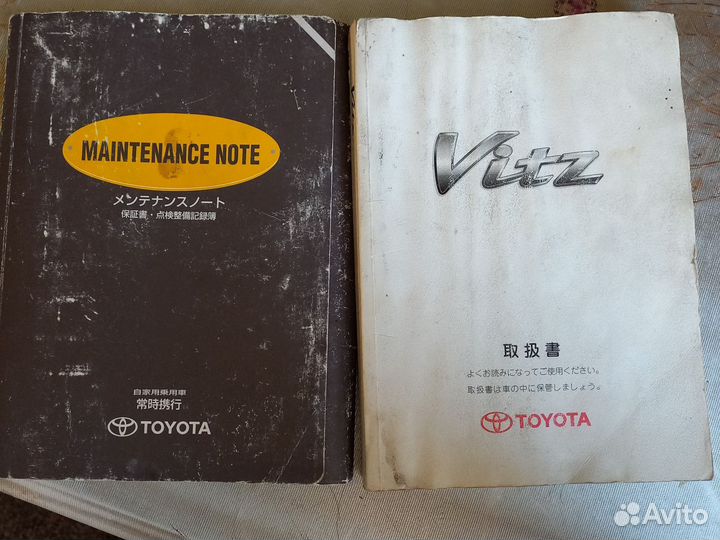 MAINTENANCE NOTE
メンテナンスノート
保証書・点検整備記録簿
自家用乗用車
常時携行
TOYOTA
Vitz
取扱書
よくお読みになってご使用ください。
取扱書は車の中に保管しましょう。
TOYOTA
Avito